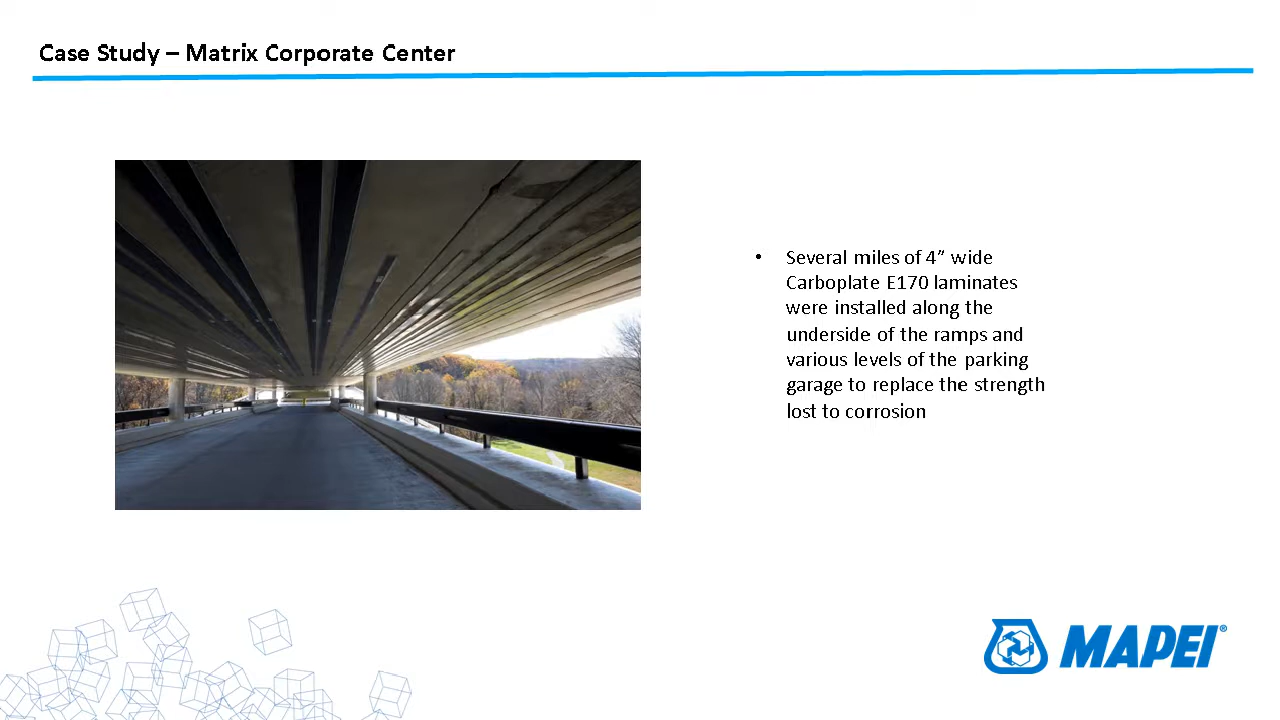 Case Study – Matrix Corporate Center
• Several miles of 4” wide
Carboplate E170 laminates
were installed along the
underside of the ramps and
various levels of the parking
garage to replace the strength
lost to corrosion
MAPEI®